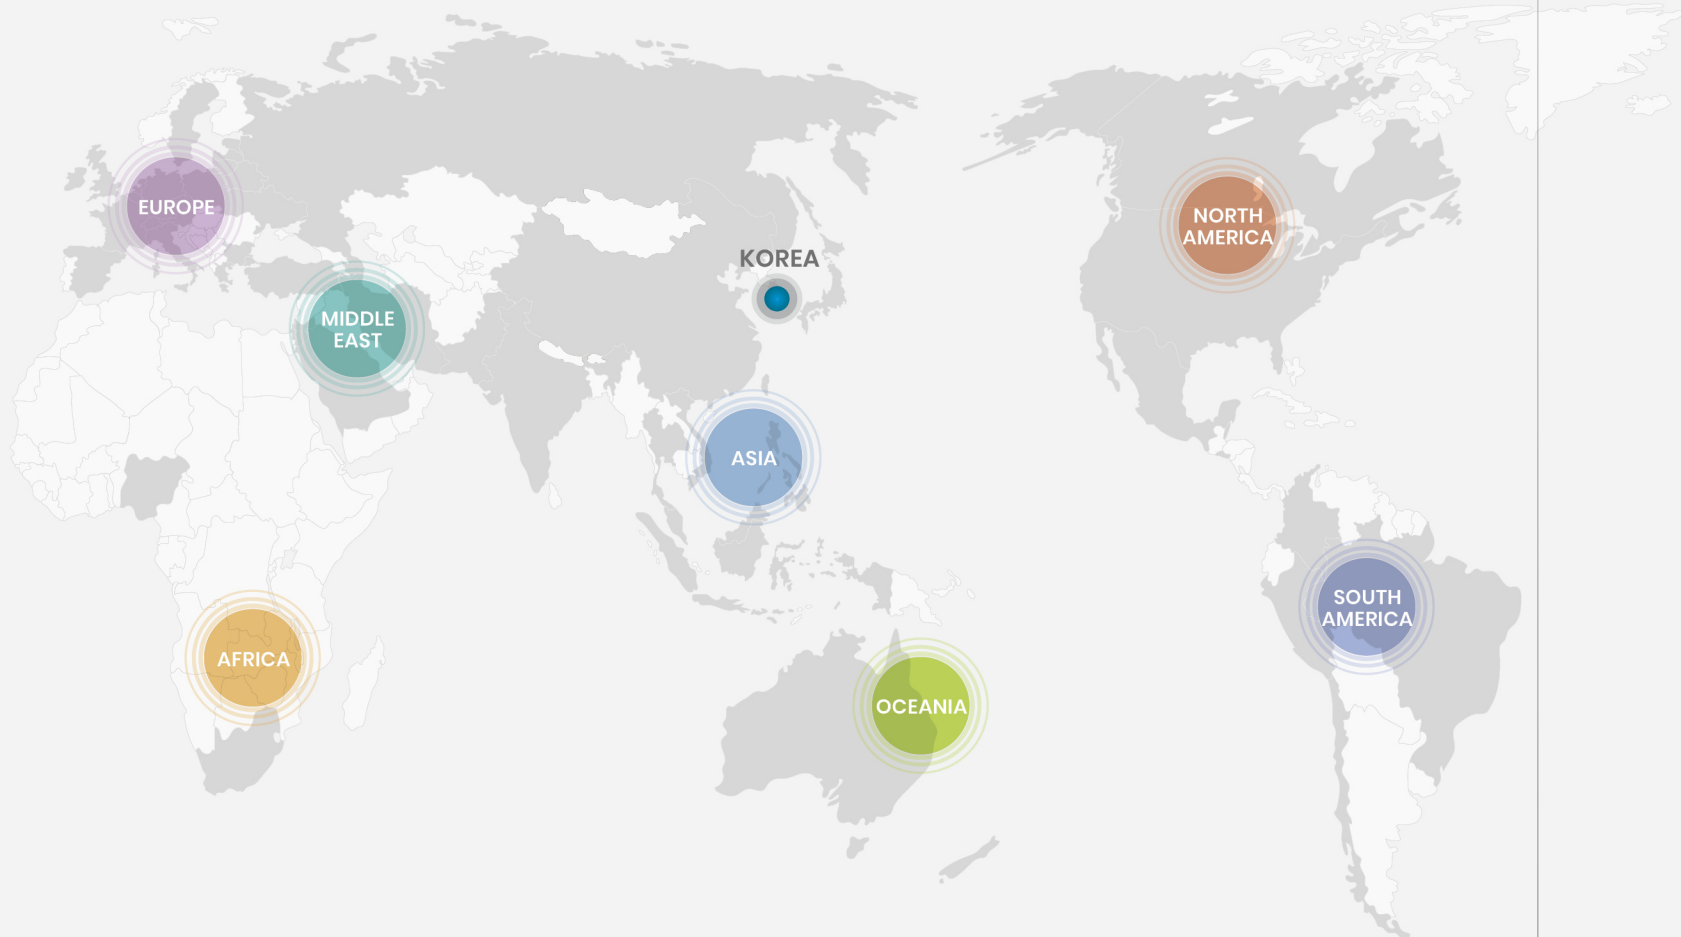 EUROPE
NORTH
AMERICA
KOREA
MIDDLE
EAST
ASIA
SOUTH
AMERICA
AFRICA
OCEANIA